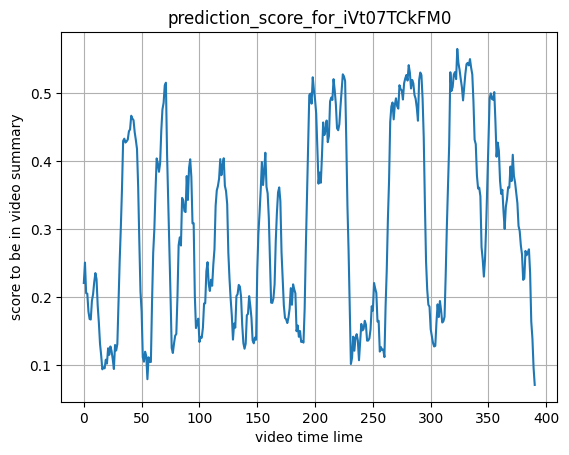 prediction_score_for_iVt07TCkFM0
score to be in video summary
0.5
0.4
0.3
0.2
0.1
0 50 100 150 200 250 300 350 400
video time lime